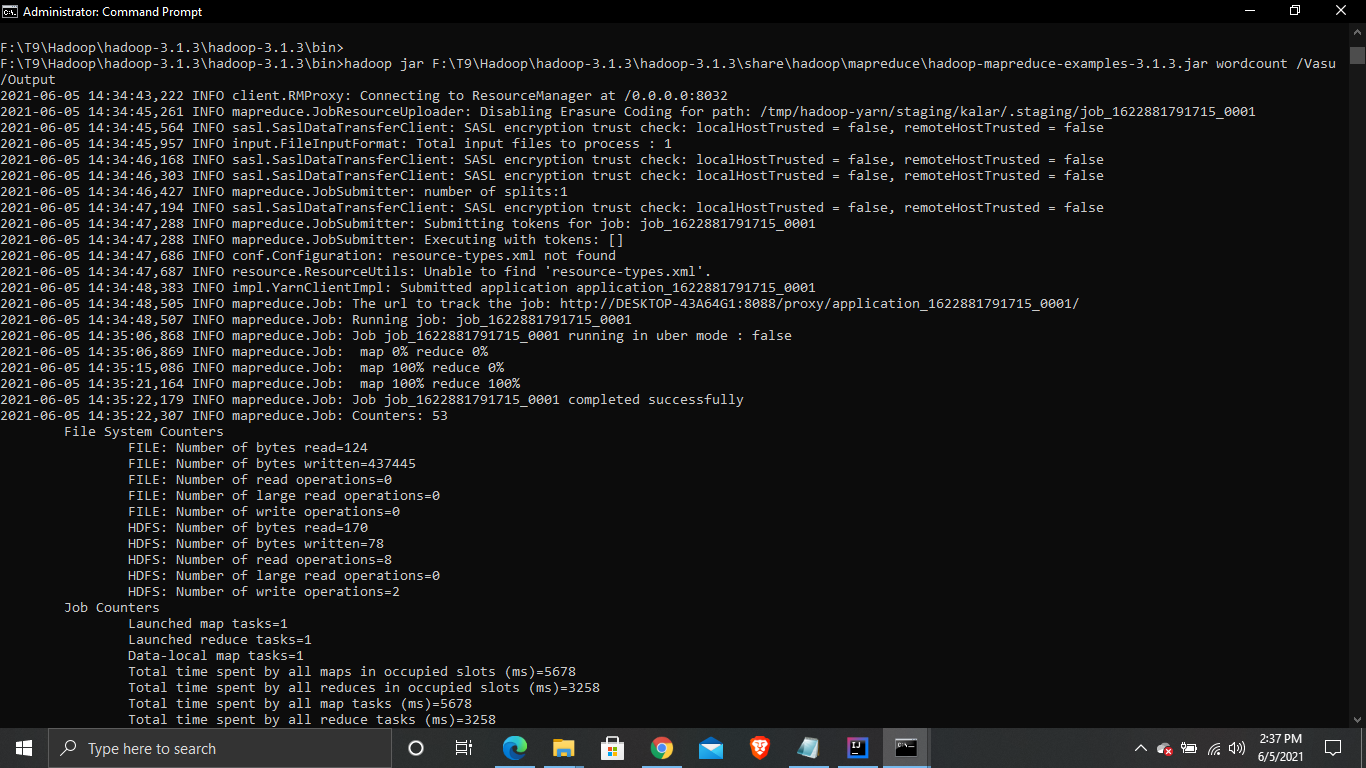 Administrator: Command Prompt
F:\T9\Hadoop\hadoop-3.1.3\hadoop-3.1.3\bin>
F:\T9\Hadoop\hadoop-3.1.3\hadoop-3.1.3\bin>hadoop jar F:\T9\Hadoop\hadoop-3.1.3\hadoop-3.1.3\share\hadoop\mapreduce\hadoop-mapreduce-examples-3.1.3.jar wordcount /Vasu
/Output
2021-06-05 14:34:43,222 INFO client.RMProxy: Connecting to ResourceManager at /0.0.0.0:8032
2021-06-05 14:34:45,261 INFO mapreduce.JobResourceUploader: Disabling Erasure Coding for path: /tmp/hadoop-yarn/staging/kalar/.staging/job_1622881791715_0001
2021-06-05 14:34:45,564 INFO sasl.SaslDataTransferClient: SASL encryption trust check: localHostTrusted = false, remoteHostTrusted = false
2021-06-05 14:34:45,957 INFO input.FileInputFormat: Total input files to process : 1
2021-06-05 14:34:46,168 INFO sasl.SaslDataTransferClient: SASL encryption trust check: localHostTrusted = false, remoteHostTrusted = false
2021-06-05 14:34:46,303 INFO sasl.SaslDataTransferClient: SASL encryption trust check: localHostTrusted = false, remoteHostTrusted = false
2021-06-05 14:34:46,427 INFO mapreduce.JobSubmitter: number of splits:1
2021-06-05 14:34:47,194 INFO sasl.SaslDataTransferClient: SASL encryption trust check: localHostTrusted = false, remoteHostTrusted = false
2021-06-05 14:34:47,288 INFO mapreduce.JobSubmitter: Submitting tokens for job: job_1622881791715_0001
2021-06-05 14:34:47,288 INFO mapreduce.JobSubmitter: Executing with tokens: []
2021-06-05 14:34:47,686 INFO conf.Configuration: resource-types.xml not found
2021-06-05 14:34:47,687 INFO resource.ResourceUtils: Unable to find 'resource-types.xml'.
2021-06-05 14:34:48,383 INFO impl.YarnClientImpl: Submitted application application_1622881791715_0001
2021-06-05 14:34:48,505 INFO mapreduce.Job: The url to track the job: http://DESKTOP-43A64G1:8088/proxy/application_1622881791715_0001/
2021-06-05 14:34:48,507 INFO mapreduce.Job: Running job: job_1622881791715_0001
2021-06-05 14:35:06,868 INFO mapreduce.Job: Job job_1622881791715_0001 running in uber mode : false
2021-06-05 14:35:06,869 INFO mapreduce.Job:  map 0% reduce 0%
2021-06-05 14:35:15,086 INFO mapreduce.Job:  map 100% reduce 0%
2021-06-05 14:35:21,164 INFO mapreduce.Job:  map 100% reduce 100%
2021-06-05 14:35:22,179 INFO mapreduce.Job: Job job_1622881791715_0001 completed successfully
2021-06-05 14:35:22,307 INFO mapreduce.Job: Counters: 53
File System Counters
FILE: Number of bytes read=124
FILE: Number of bytes written=437445
FILE: Number of read operations=0
FILE: Number of large read operations=0
FILE: Number of write operations=0
HDFS: Number of bytes read=170
HDFS: Number of bytes written=78
HDFS: Number of read operations=8
HDFS: Number of large read operations=0
HDFS: Number of write operations=2
Job Counters
Launched map tasks=1
Launched reduce tasks=1
Data-local map tasks=1
Total time spent by all maps in occupied slots (ms)=5678
Total time spent by all reduces in occupied slots (ms)=3258
Total time spent by all map tasks (ms)=5678
Total time spent by all reduce tasks (ms)=3258
Type here to search
2:37 PM
6/5/2021